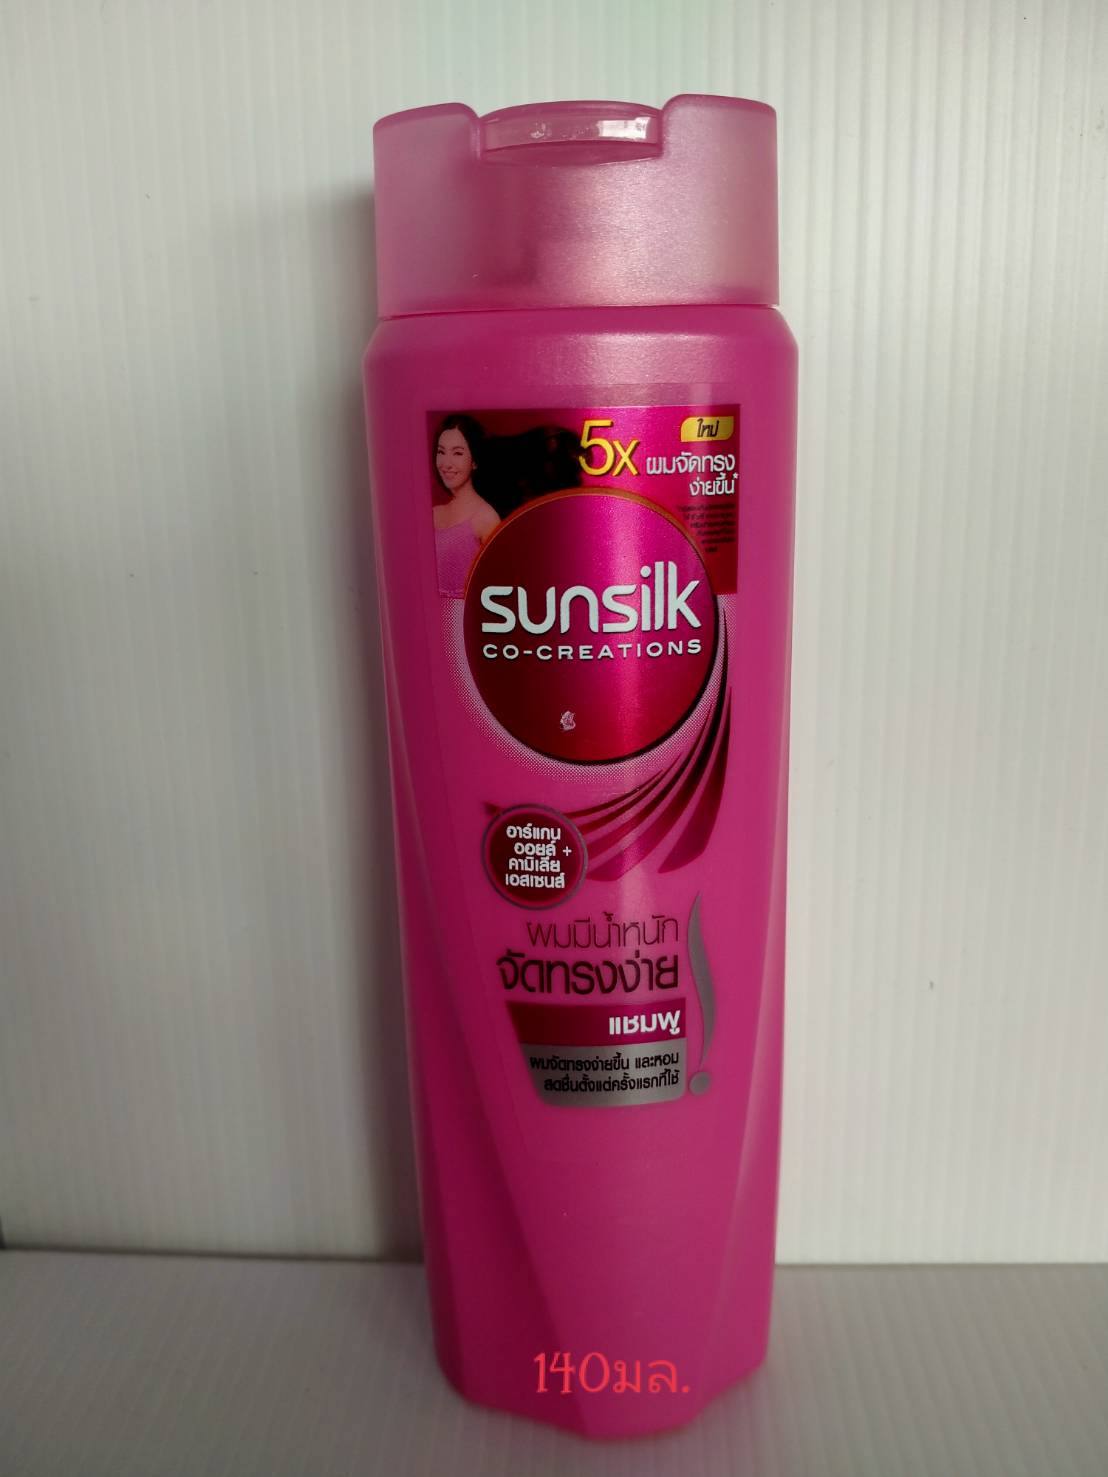 5x
ใหม่
ผมจัดทรง
ง่ายขึ้น*
sunsilk
CO-CREATIONS
อาร์แกน
ออยล์ +
คามิเลีย
เอสเซนส์
ผมมีน้ำหนัก
จัดทรงง่าย
แชมพู
ผมจัดทรงง่ายขึ้น และหอม
สดชื่นตั้งแต่ครั้งแรกที่ใช้
140มล.